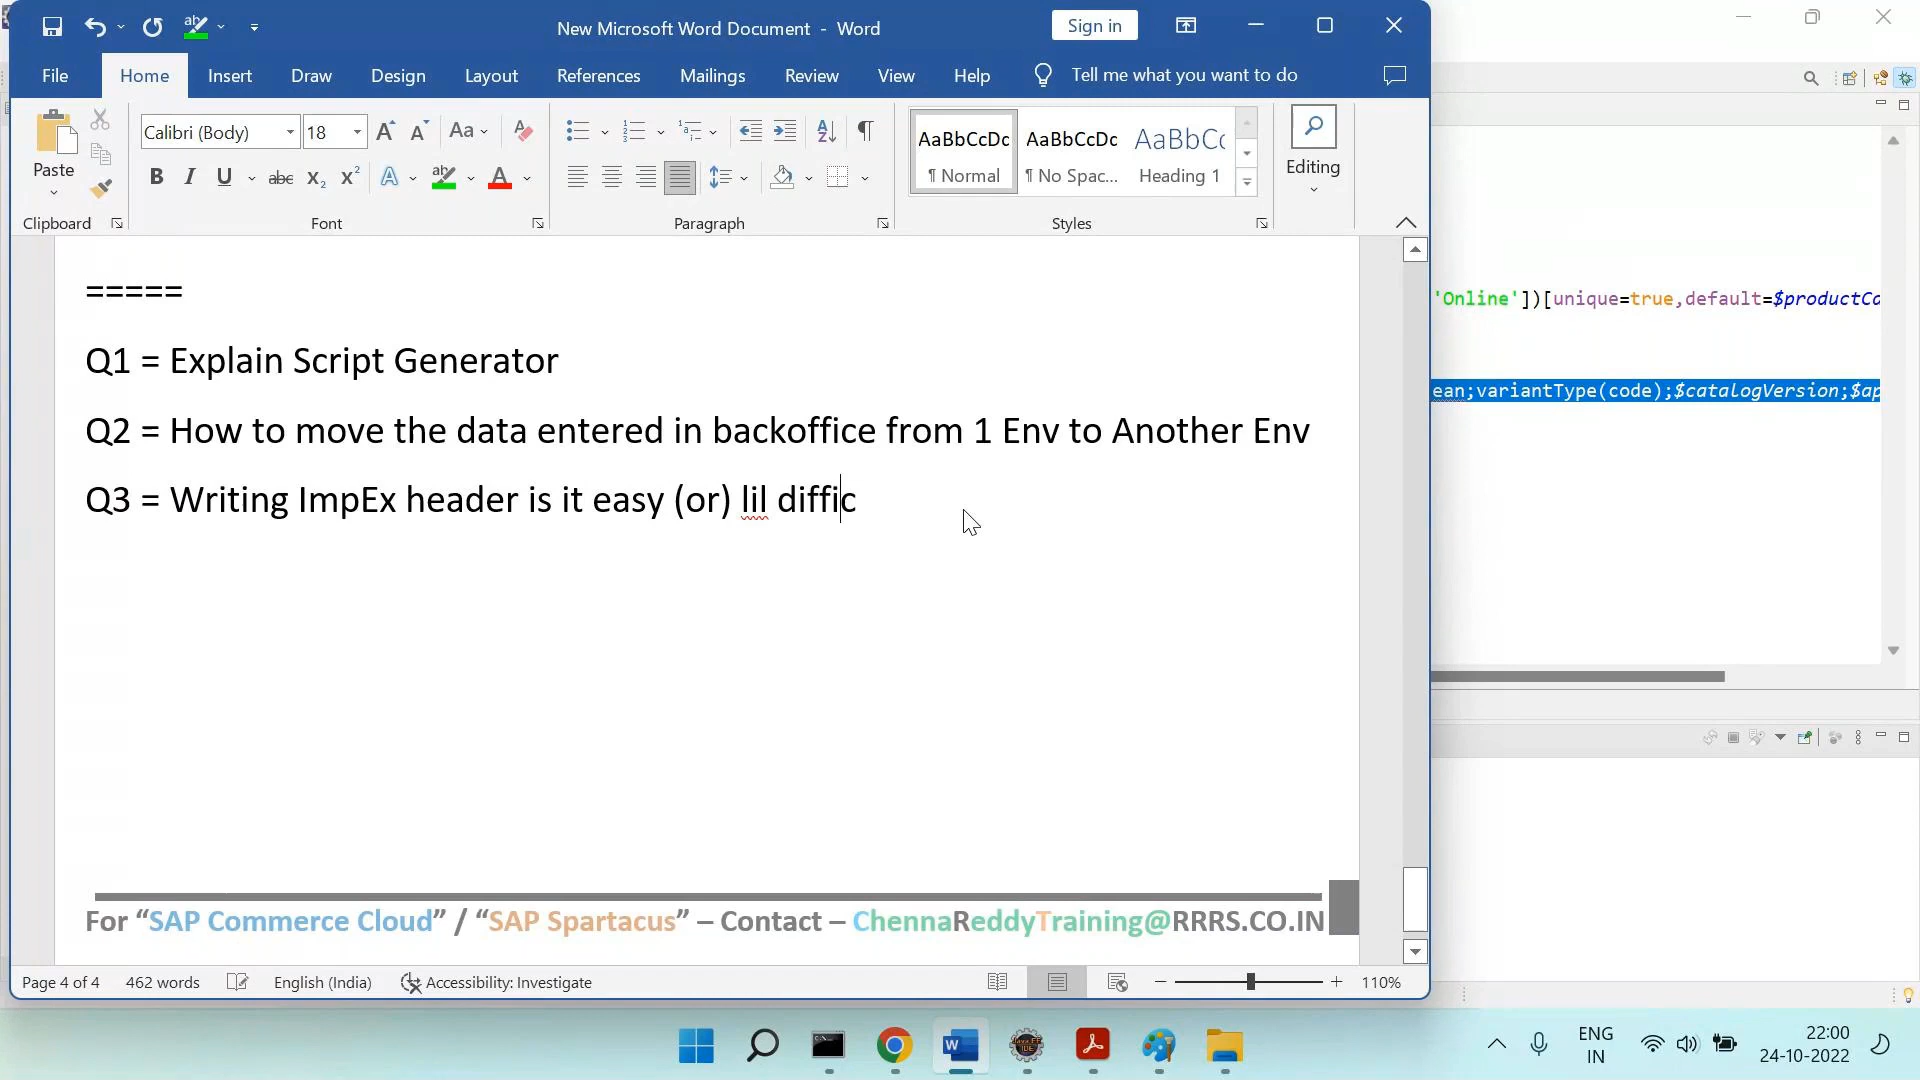 New Microsoft Word Document - Word
Sign in
File Home Insert Draw Design Layout References Mailings Review View Help Tell me what you want to do
Paste
Calibri (Body) 18
AaBbCcDc AaBbCcDc AaBbCc
¶ Normal ¶ No Spac... Heading 1
Editing
Clipboard Font Paragraph Styles
=====
Q1 = Explain Script Generator
Q2 = How to move the data entered in backoffice from 1 Env to Another Env
Q3 = Writing ImpEx header is it easy (or) lil diffic
'Online'])[unique=true,default=$productCa
ean;variantType(code);$catalogVersion;$ap
For “SAP Commerce Cloud” / “SAP Spartacus” – Contact – ChennaReddyTraining@RRRS.CO.IN
Page 4 of 4 462 words English (India) Accessibility: Investigate 110%
ENG
IN
22:00
24-10-2022